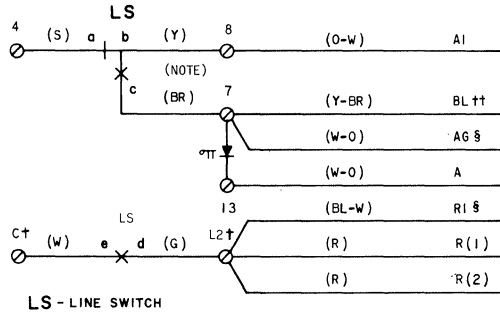 LS
4 (S) a b (Y) 8 (O-W) A1
(NOTE)
c
(BR) 7 (Y-BR) BL††
(W-O) AG §
(W-O) A
13
LS (BL-W) R1 §
C† (W) e d (G) L2† (R) R(1)
(R) R(2)
LS - LINE SWITCH